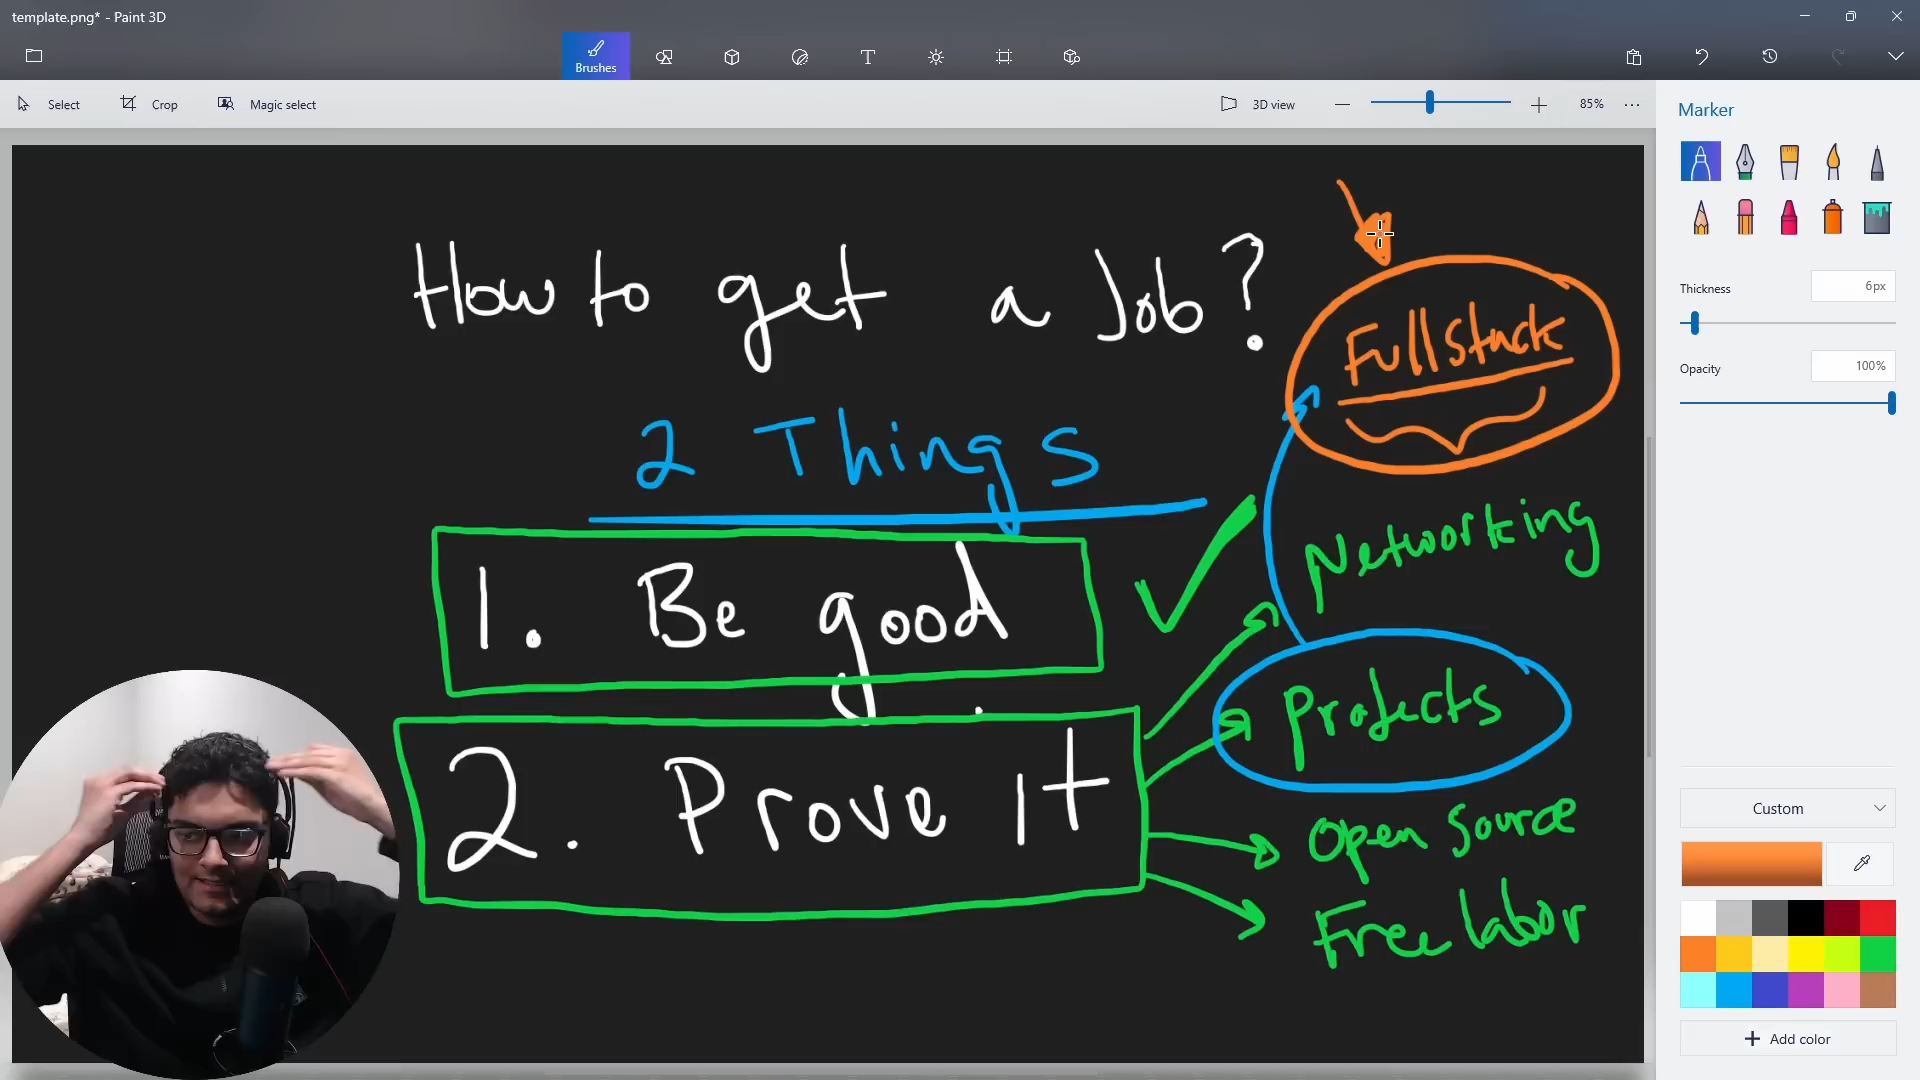 template.png* - Paint 3D
Brushes
Select Crop Magic select 3D view 85%
Marker
Thickness 6px
Opacity 100%
Custom
Add color
How to get a Job?
2 Things
1. Be good
2. Prove it
Full Stack
Networking
Projects
Open Source
Free labor